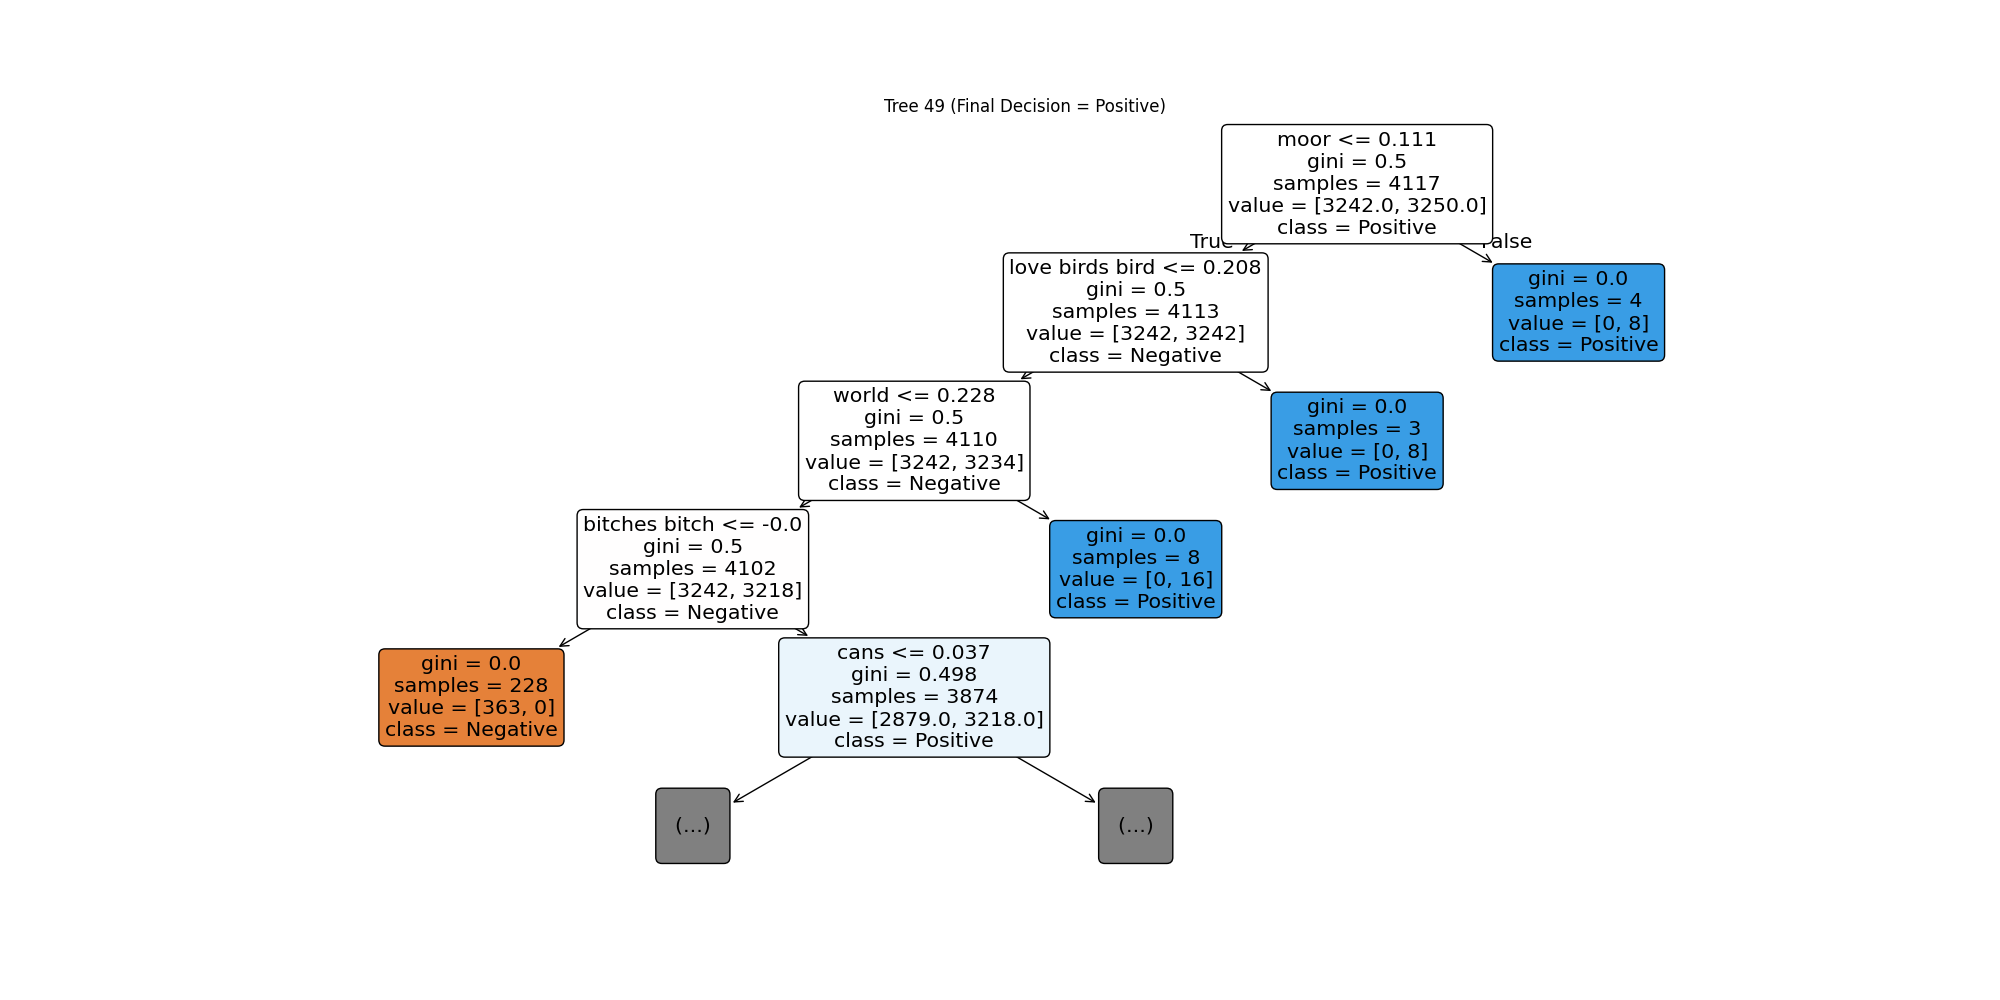 Tree 49 (Final Decision = Positive)
moor <= 0.111
gini = 0.5
samples = 4117
value = [3242.0, 3250.0]
class = Positive
True
False
love birds bird <= 0.208
gini = 0.5
samples = 4113
value = [3242, 3242]
class = Negative
gini = 0.0
samples = 4
value = [0, 8]
class = Positive
world <= 0.228
gini = 0.5
samples = 4110
value = [3242, 3234]
class = Negative
gini = 0.0
samples = 3
value = [0, 8]
class = Positive
bitches bitch <= -0.0
gini = 0.5
samples = 4102
value = [3242, 3218]
class = Negative
gini = 0.0
samples = 8
value = [0, 16]
class = Positive
gini = 0.0
samples = 228
value = [363, 0]
class = Negative
cans <= 0.037
gini = 0.498
samples = 3874
value = [2879.0, 3218.0]
class = Positive
(...)
(...)